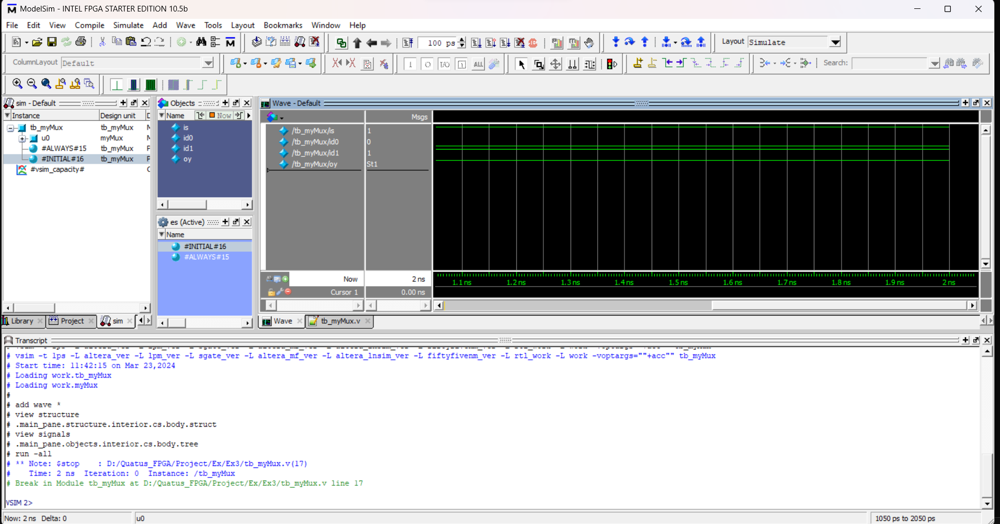 ModelSim - INTEL FPGA STARTER EDITION 10.5b
File Edit View Compile Simulate Add Wave Tools Layout Bookmarks Window Help
100 ps
Layout Simulate
ColumnLayout Default
Search:
sim - Default
Instance Design unit
tb_myMux tb_myMux
u0 myMux
#ALWAYS#15 tb_myMux
#INITIAL#16 tb_myMux
#vsim_capacity#
Objects
Name Now
is
id0
id1
oy
es (Active)
Name
#INITIAL#16
#ALWAYS#15
Wave - Default
Msgs
/tb_myMux/is 1
/tb_myMux/id0 0
/tb_myMux/id1 1
/tb_myMux/oy St1
Now 2 ns
Cursor 1 0.00 ns
1.1 ns 1.2 ns 1.3 ns 1.4 ns 1.5 ns 1.6 ns 1.7 ns 1.8 ns 1.9 ns 2 ns
Library Project sim
Wave tb_myMux.v
Transcript
# vsim -t 1ps -L altera_ver -L lpm_ver -L sgate_ver -L altera_mf_ver -L altera_lnsim_ver -L fiftyfivenm_ver -L rtl_work -L work -voptargs=""+acc"" tb_myMux
# Start time: 11:42:15 on Mar 23,2024
# Loading work.tb_myMux
# Loading work.myMux
#
# add wave *
# view structure
# .main_pane.structure.interior.cs.body.struct
# view signals
# .main_pane.objects.interior.cs.body.tree
# run -all
# ** Note: $stop    : D:/Quatus_FPGA/Project/Ex/Ex3/tb_myMux.v(17)
#    Time: 2 ns  Iteration: 0  Instance: /tb_myMux
# Break in Module tb_myMux at D:/Quatus_FPGA/Project/Ex/Ex3/tb_myMux.v line 17
VSIM 2>
Now: 2 ns Delta: 0
u0
1050 ps to 2050 ps